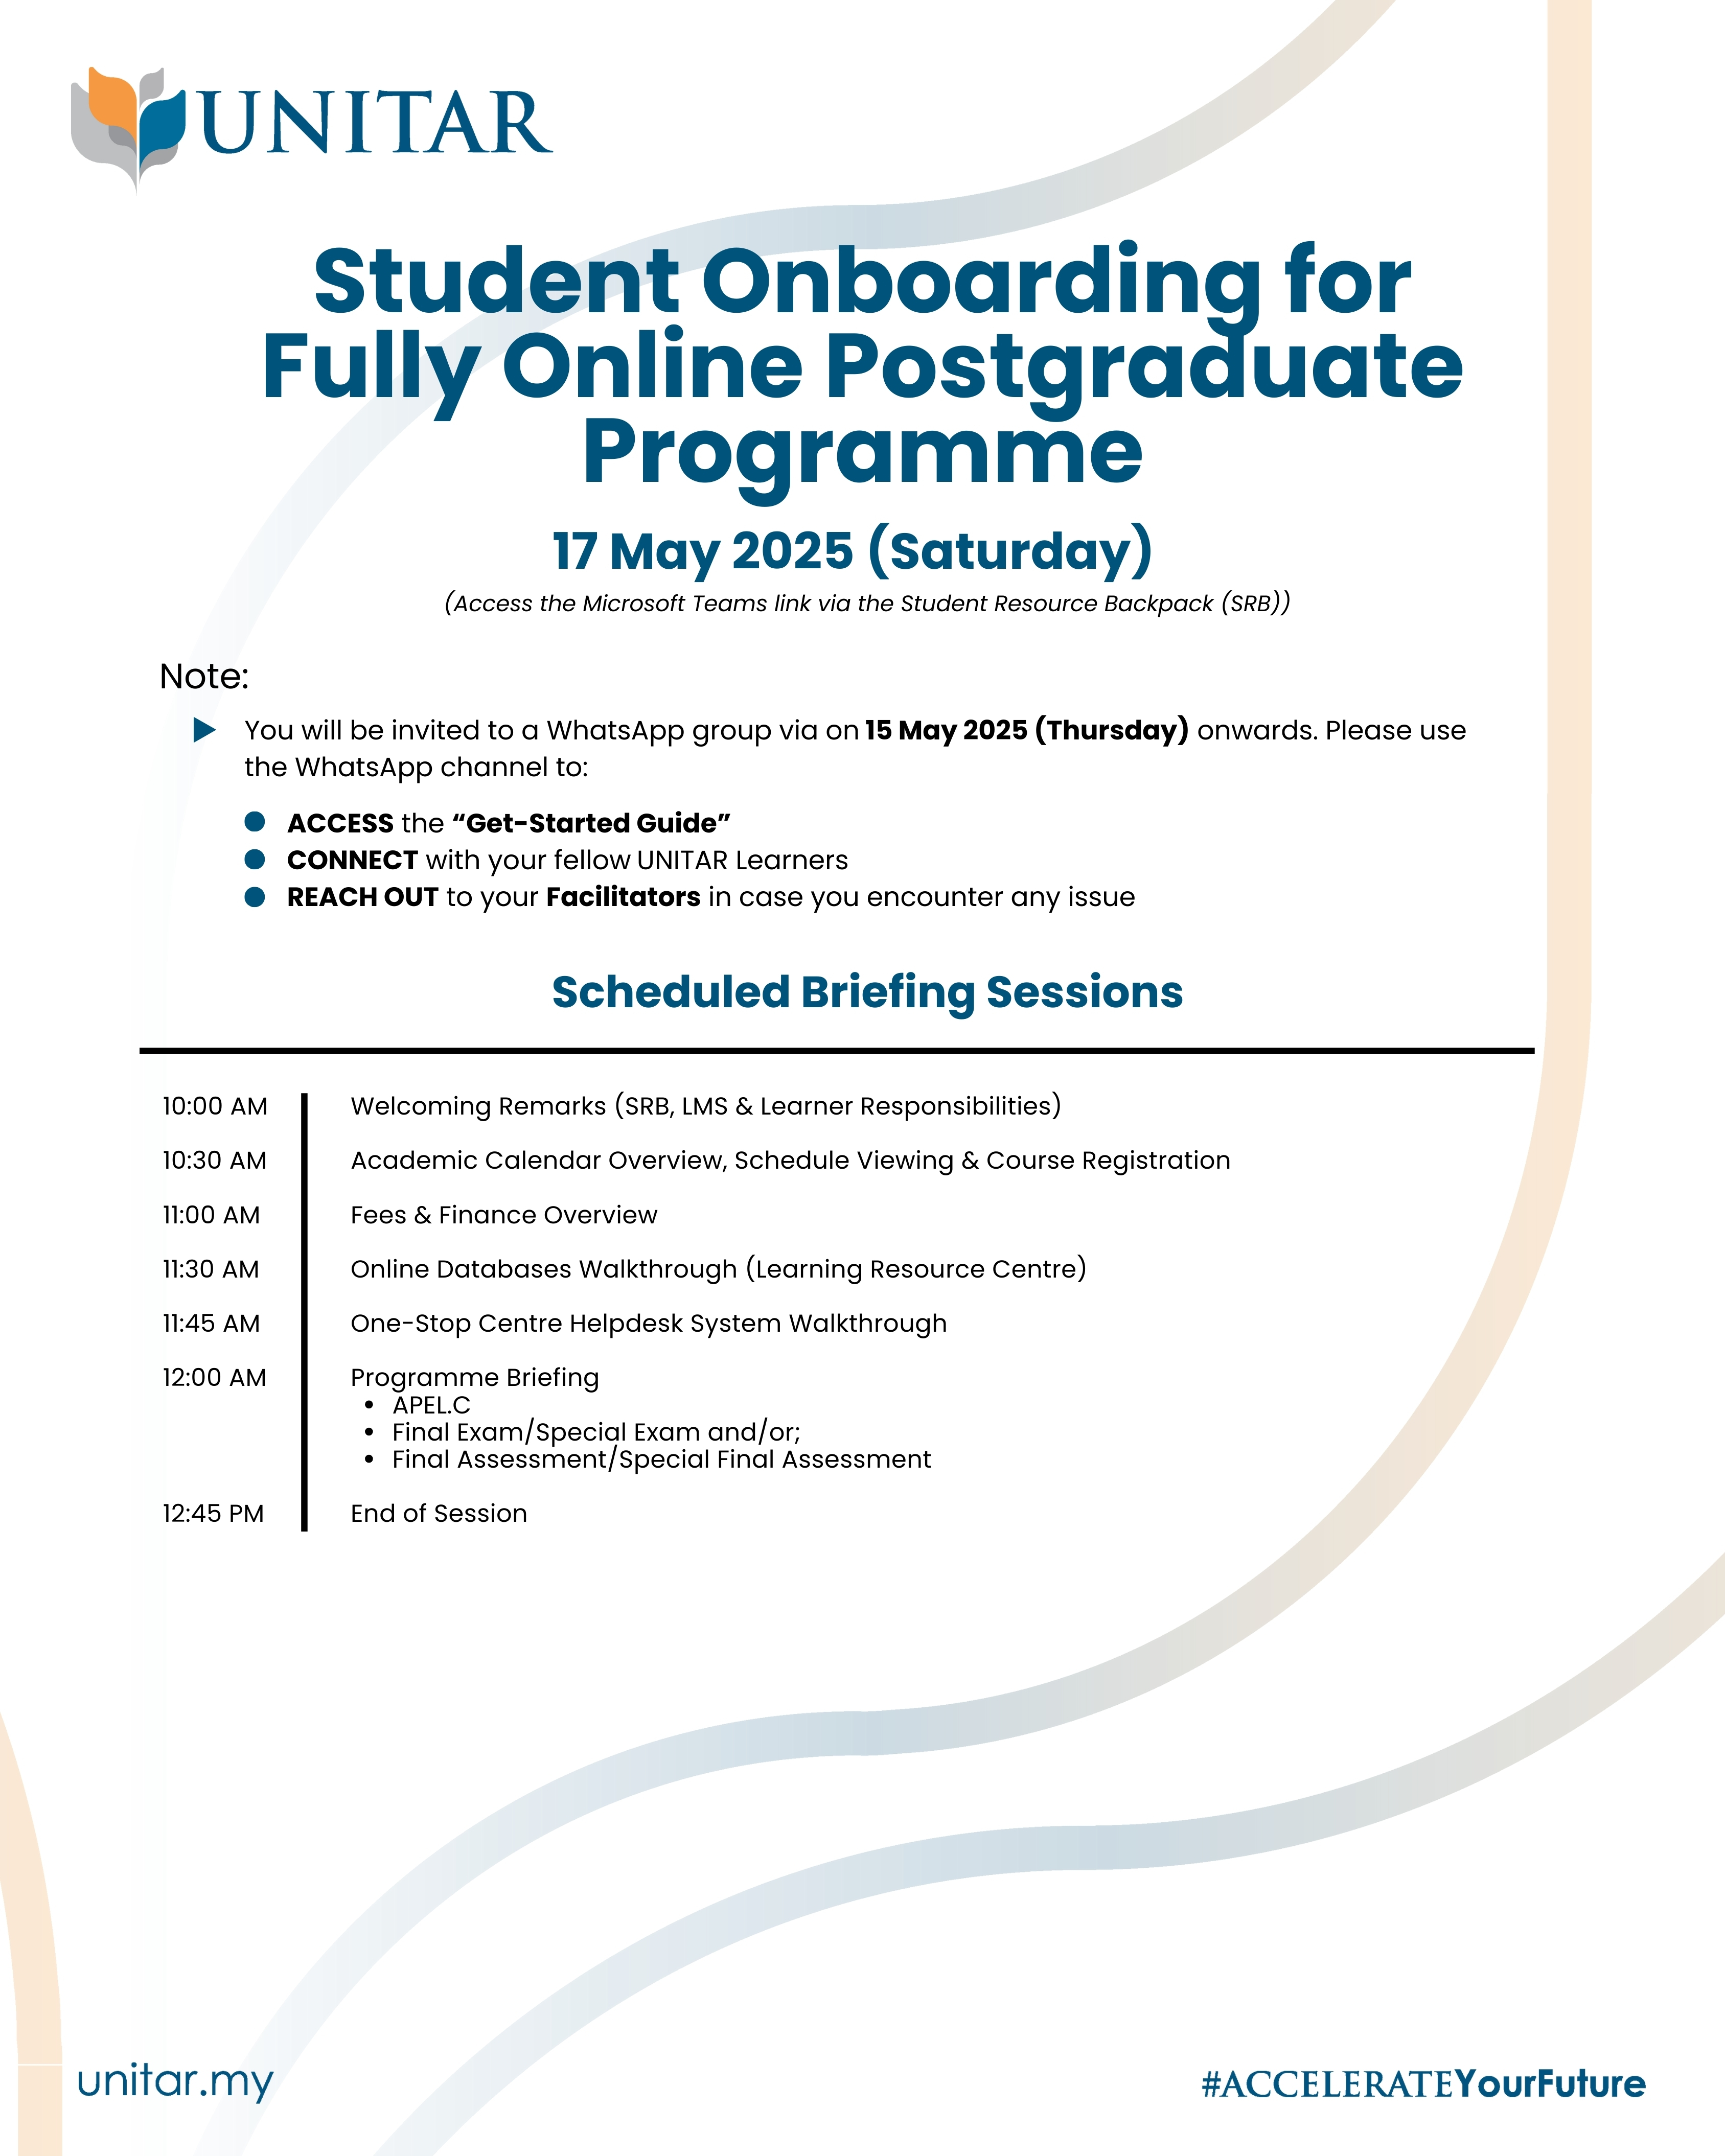 UNITAR
Student Onboarding for
Fully Online Postgraduate
Programme
17 May 2025 (Saturday)
(Access the Microsoft Teams link via the Student Resource Backpack (SRB))
Note:
You will be invited to a WhatsApp group via on 15 May 2025 (Thursday) onwards. Please use
the WhatsApp channel to:
ACCESS the “Get-Started Guide”
CONNECT with your fellow UNITAR Learners
REACH OUT to your Facilitators in case you encounter any issue
Scheduled Briefing Sessions
10:00 AM Welcoming Remarks (SRB, LMS & Learner Responsibilities)
10:30 AM Academic Calendar Overview, Schedule Viewing & Course Registration
11:00 AM Fees & Finance Overview
11:30 AM Online Databases Walkthrough (Learning Resource Centre)
11:45 AM One-Stop Centre Helpdesk System Walkthrough
12:00 AM Programme Briefing
• APEL.C
• Final Exam/Special Exam and/or;
• Final Assessment/Special Final Assessment
12:45 PM End of Session
unitar.my
#ACCELERATEYourFuture